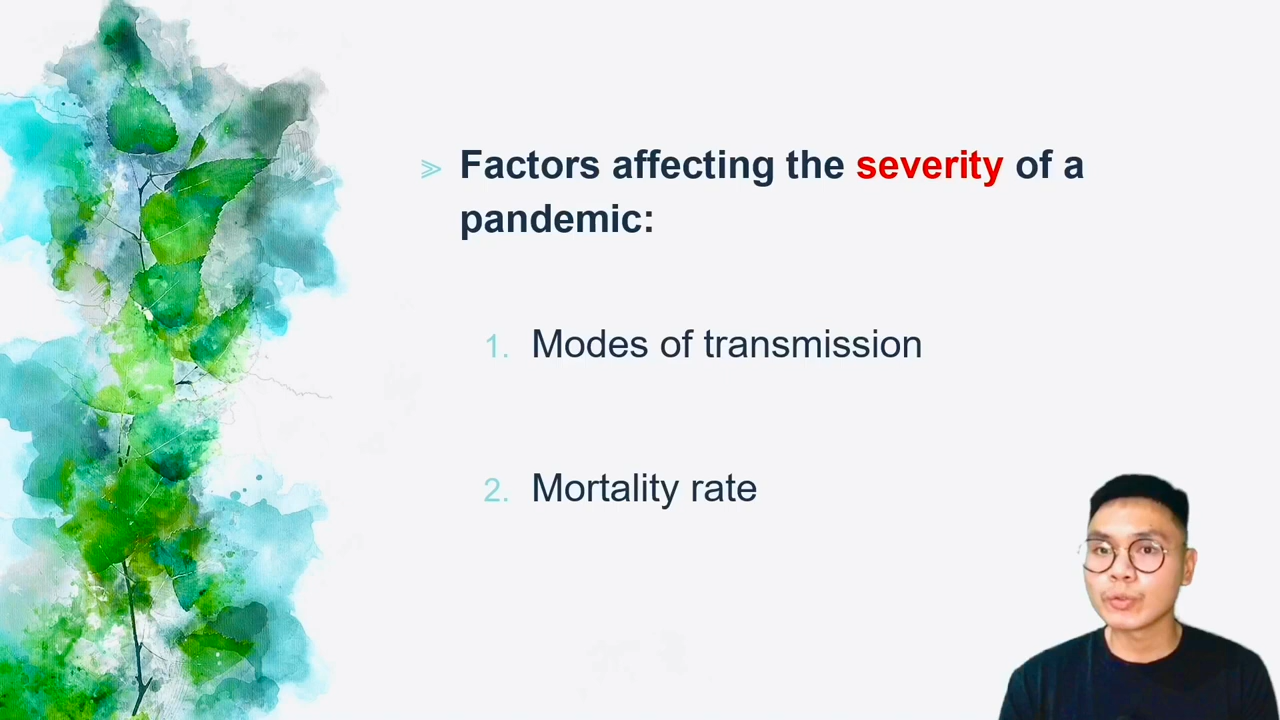 Factors affecting the severity of a
pandemic:
1. Modes of transmission
2. Mortality rate